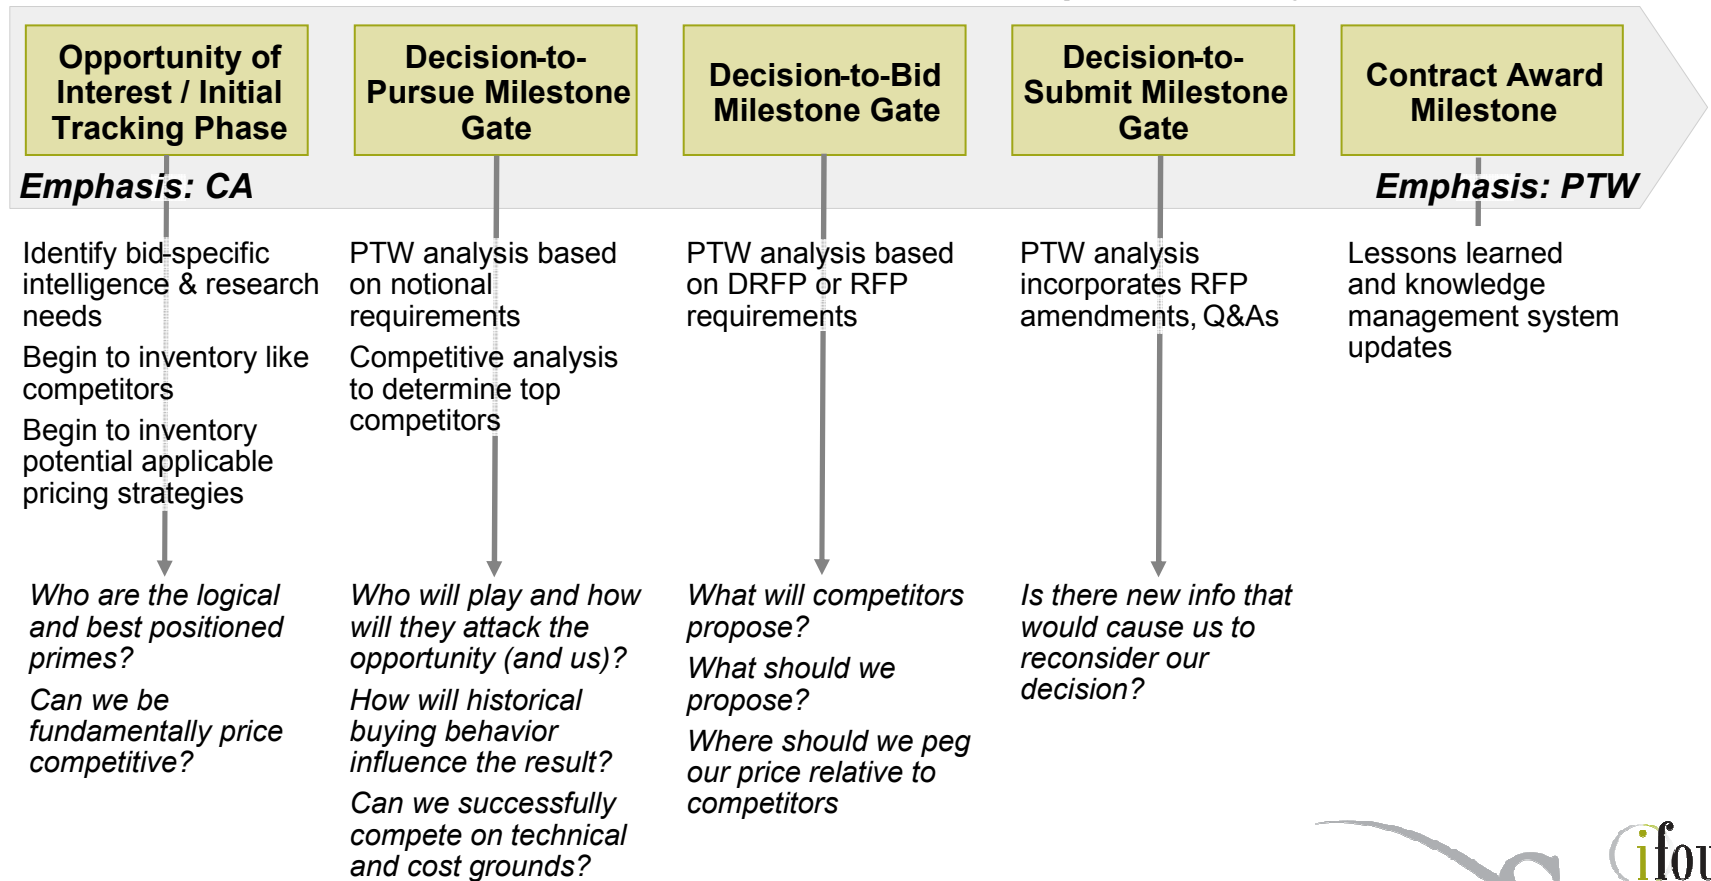 Opportunity of
Interest / Initial
Tracking Phase
Decision-to-
Pursue Milestone
Gate
Decision-to-Bid
Milestone Gate
Decision-to-
Submit Milestone
Gate
Contract Award
Milestone
Emphasis: CA
Emphasis: PTW
Identify bid-specific
intelligence & research
needs
Begin to inventory like
competitors
Begin to inventory
potential applicable
pricing strategies
PTW analysis based
on notional
requirements
Competitive analysis
to determine top
competitors
PTW analysis based
on DRFP or RFP
requirements
PTW analysis
incorporates RFP
amendments, Q&As
Lessons learned
and knowledge
management system
updates
Who are the logical
and best positioned
primes?
Can we be
fundamentally price
competitive?
Who will play and how
will they attack the
opportunity (and us)?
How will historical
buying behavior
influence the result?
Can we successfully
compete on technical
and cost grounds?
What will competitors
propose?
What should we
propose?
Where should we peg
our price relative to
competitors
Is there new info that
would cause us to
reconsider our
decision?